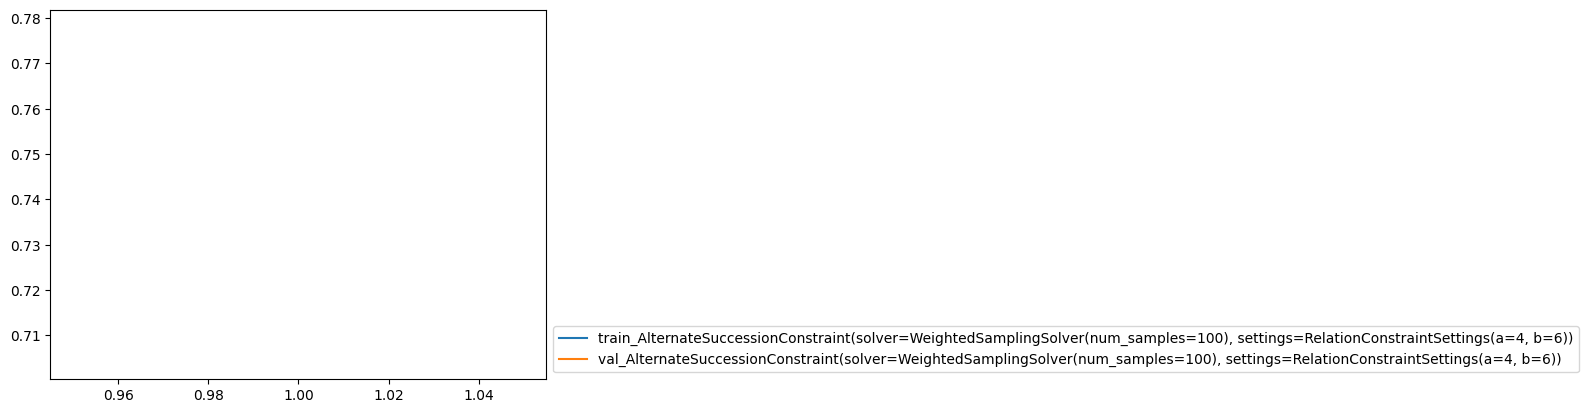 0.78
0.77
0.76
0.75
0.74
0.73
0.72
0.71
0.96 0.98 1.00 1.02 1.04
train_AlternateSuccessionConstraint(solver=WeightedSamplingSolver(num_samples=100), settings=RelationConstraintSettings(a=4, b=6))
val_AlternateSuccessionConstraint(solver=WeightedSamplingSolver(num_samples=100), settings=RelationConstraintSettings(a=4, b=6))